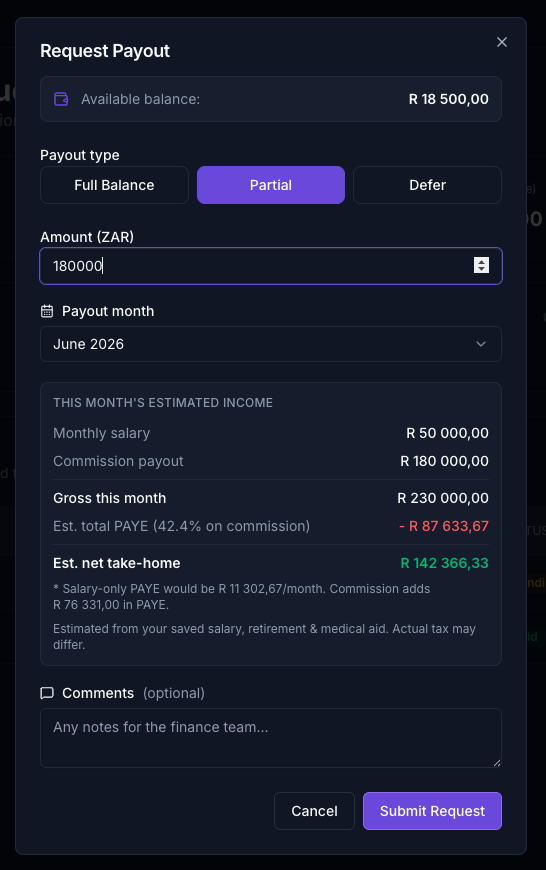 Request Payout
Available balance: R 18 500,00
Payout type
Full Balance Partial Defer
Amount (ZAR)
180000
Payout month
June 2026
THIS MONTH'S ESTIMATED INCOME
Monthly salary R 50 000,00
Commission payout R 180 000,00
Gross this month R 230 000,00
Est. total PAYE (42.4% on commission) - R 87 633,67
Est. net take-home R 142 366,33
* Salary-only PAYE would be R 11 302,67/month. Commission adds
R 76 331,00 in PAYE.
Estimated from your saved salary, retirement & medical aid. Actual tax may
differ.
Comments (optional)
Any notes for the finance team...
Cancel Submit Request